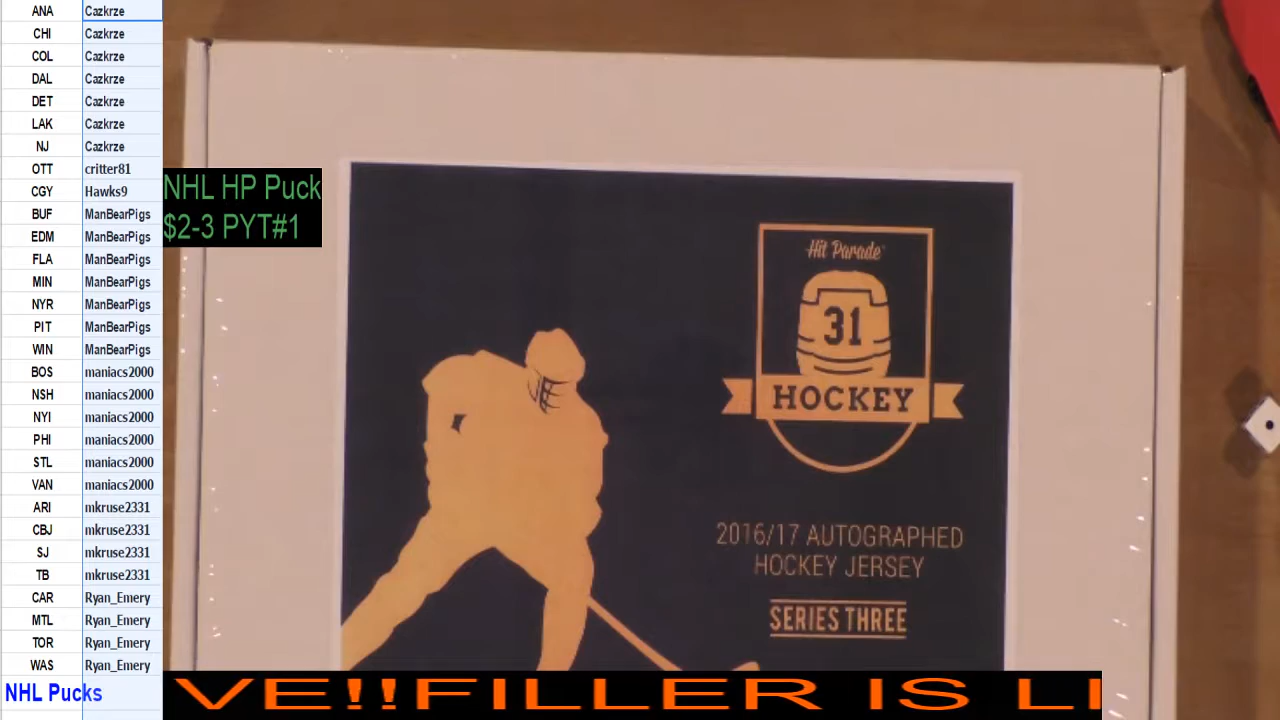 ANA Cazkrze
CHI Cazkrze
COL Cazkrze
DAL Cazkrze
DET Cazkrze
LAK Cazkrze
NJ Cazkrze
OTT critter81
CGY Hawks9
BUF ManBearPigs
EDM ManBearPigs
FLA ManBearPigs
MIN ManBearPigs
NYR ManBearPigs
PIT ManBearPigs
WIN ManBearPigs
BOS maniacs2000
NSH maniacs2000
NYI maniacs2000
PHI maniacs2000
STL maniacs2000
VAN maniacs2000
ARI mkruse2331
CBJ mkruse2331
SJ mkruse2331
TB mkruse2331
CAR Ryan_Emery
MTL Ryan_Emery
TOR Ryan_Emery
WAS Ryan_Emery
NHL Pucks
NHL HP Puck
$2-3 PYT#1
Hit Parade
31
HOCKEY
2016/17 AUTOGRAPHED
HOCKEY JERSEY
SERIES THREE
VE!!FILLER IS LI